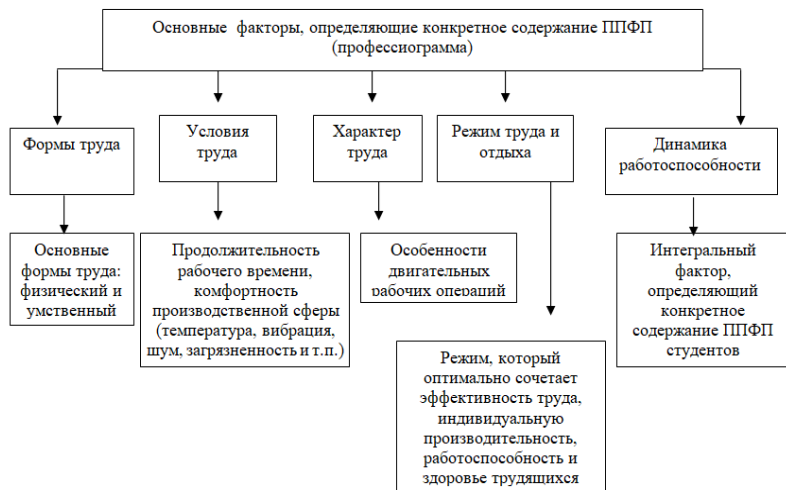 Основные факторы, определяющие конкретное содержание ППФП
(профессиограмма)
Формы труда
Условия
труда
Характер
труда
Режим труда и
отдыха
Динамика
работоспособности
Основные
формы труда:
физический и
умственный
Продолжительность
рабочего времени,
комфортность
производственной сферы
(температура, вибрация,
шум, загрязненность и т.п.)
Особенности
двигательных
рабочих операций
Интегральный
фактор,
определяющий
конкретное
содержание ППФП
студентов
Режим, который
оптимально сочетает
эффективность труда,
индивидуальную
производительность,
работоспособность и
здоровье трудящихся